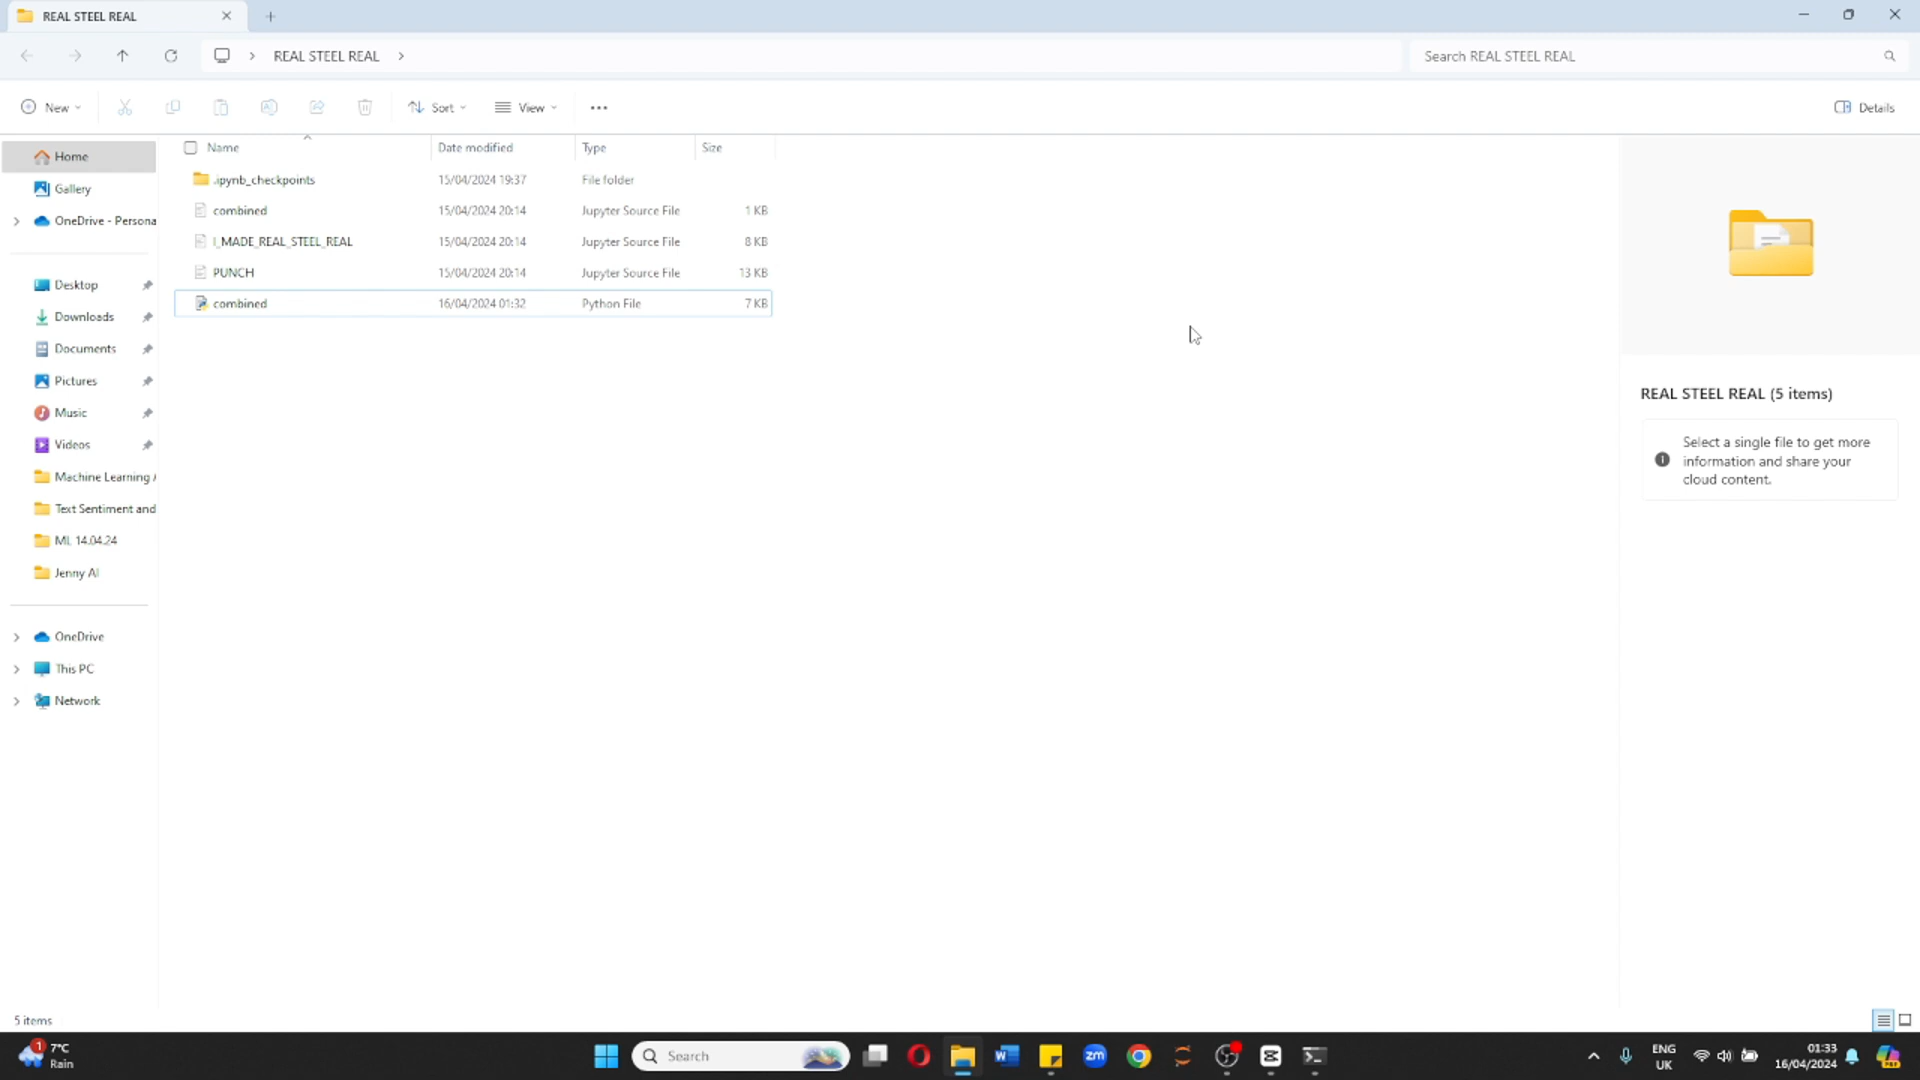 REAL STEEL REAL
REAL STEEL REAL
Search REAL STEEL REAL
New
Sort
View
Details
Name Date modified Type Size
.ipynb_checkpoints 15/04/2024 19:37 File folder
combined 15/04/2024 20:14 Jupyter Source File 1 KB
I_MADE_REAL_STEEL_REAL 15/04/2024 20:14 Jupyter Source File 8 KB
PUNCH 15/04/2024 20:14 Jupyter Source File 13 KB
combined 16/04/2024 01:32 Python File 7 KB
Home
Gallery
OneDrive - Persona
Desktop
Downloads
Documents
Pictures
Music
Videos
Machine Learning
Text Sentiment and
ML 14.04.24
Jenny AI
OneDrive
This PC
Network
REAL STEEL REAL (5 items)
Select a single file to get more
information and share your
cloud content.
5 items
1
7°C
Rain
Search
W
zm
ENG
UK
01:33
16/04/2024